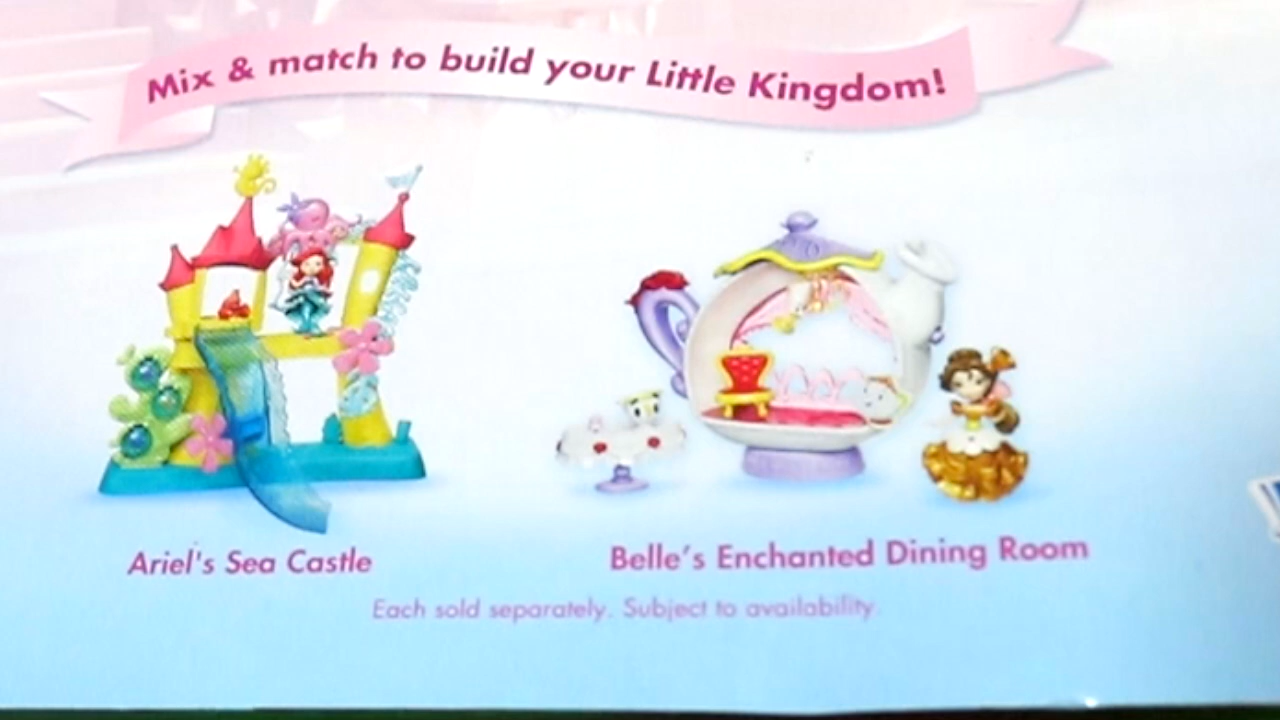 Mix & match to build your Little Kingdom!
Ariel's Sea Castle
Belle's Enchanted Dining Room
Each sold separately. Subject to availability.